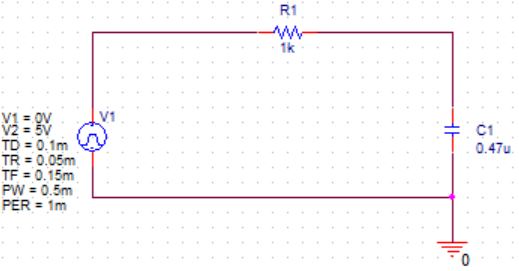 R1
1k
V1
V1 = 0V
V2 = 5V
TD = 0.1m
TR = 0.05m
TF = 0.15m
PW = 0.5m
PER = 1m
C1
0.47u
0